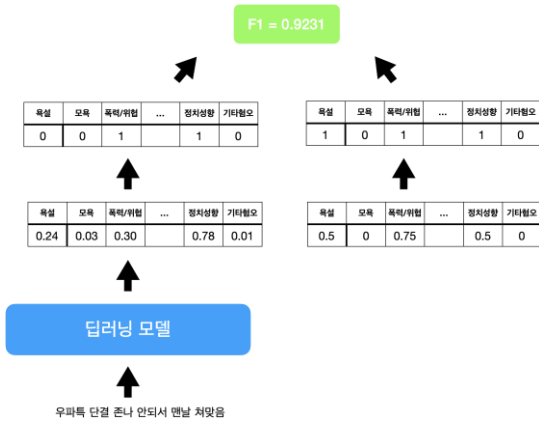 F1 = 0.9231
욕설 모욕 폭력/위협 ... 정치성향 기타혐오
0 0 1 1 0
욕설 모욕 폭력/위협 ... 정치성향 기타혐오
1 0 1 1 0
욕설 모욕 폭력/위협 ... 정치성향 기타혐오
0.24 0.03 0.30 0.78 0.01
욕설 모욕 폭력/위협 ... 정치성향 기타혐오
0.5 0 0.75 0.5 0
딥러닝 모델
우파특 단결 존나 안되서 맨날 쳐맞음